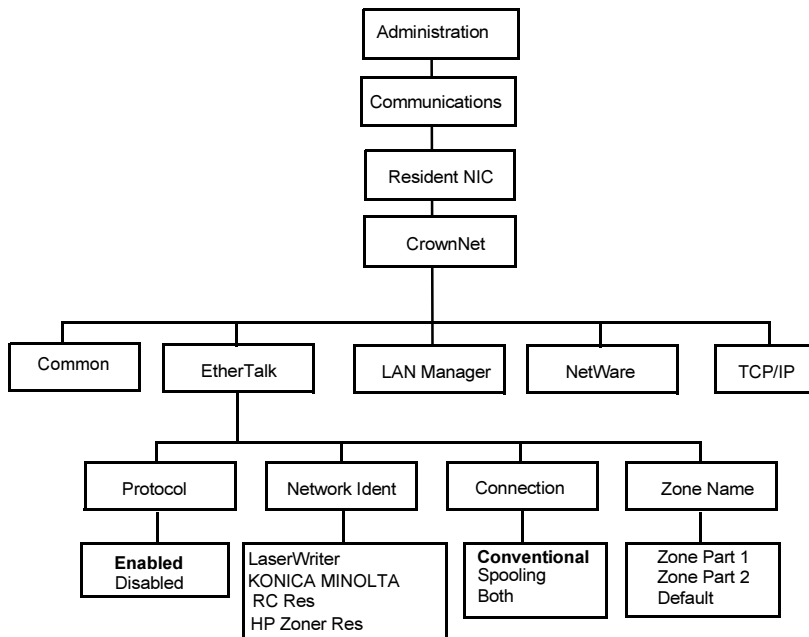 Administration
Communications
Resident NIC
CrownNet
Common
EtherTalk
LAN Manager
NetWare
TCP/IP
Protocol
Network Ident
Connection
Zone Name
Enabled
Disabled
LaserWriter
KONICA MINOLTA
RC Res
HP Zoner Res
Conventional
Spooling
Both
Zone Part 1
Zone Part 2
Default